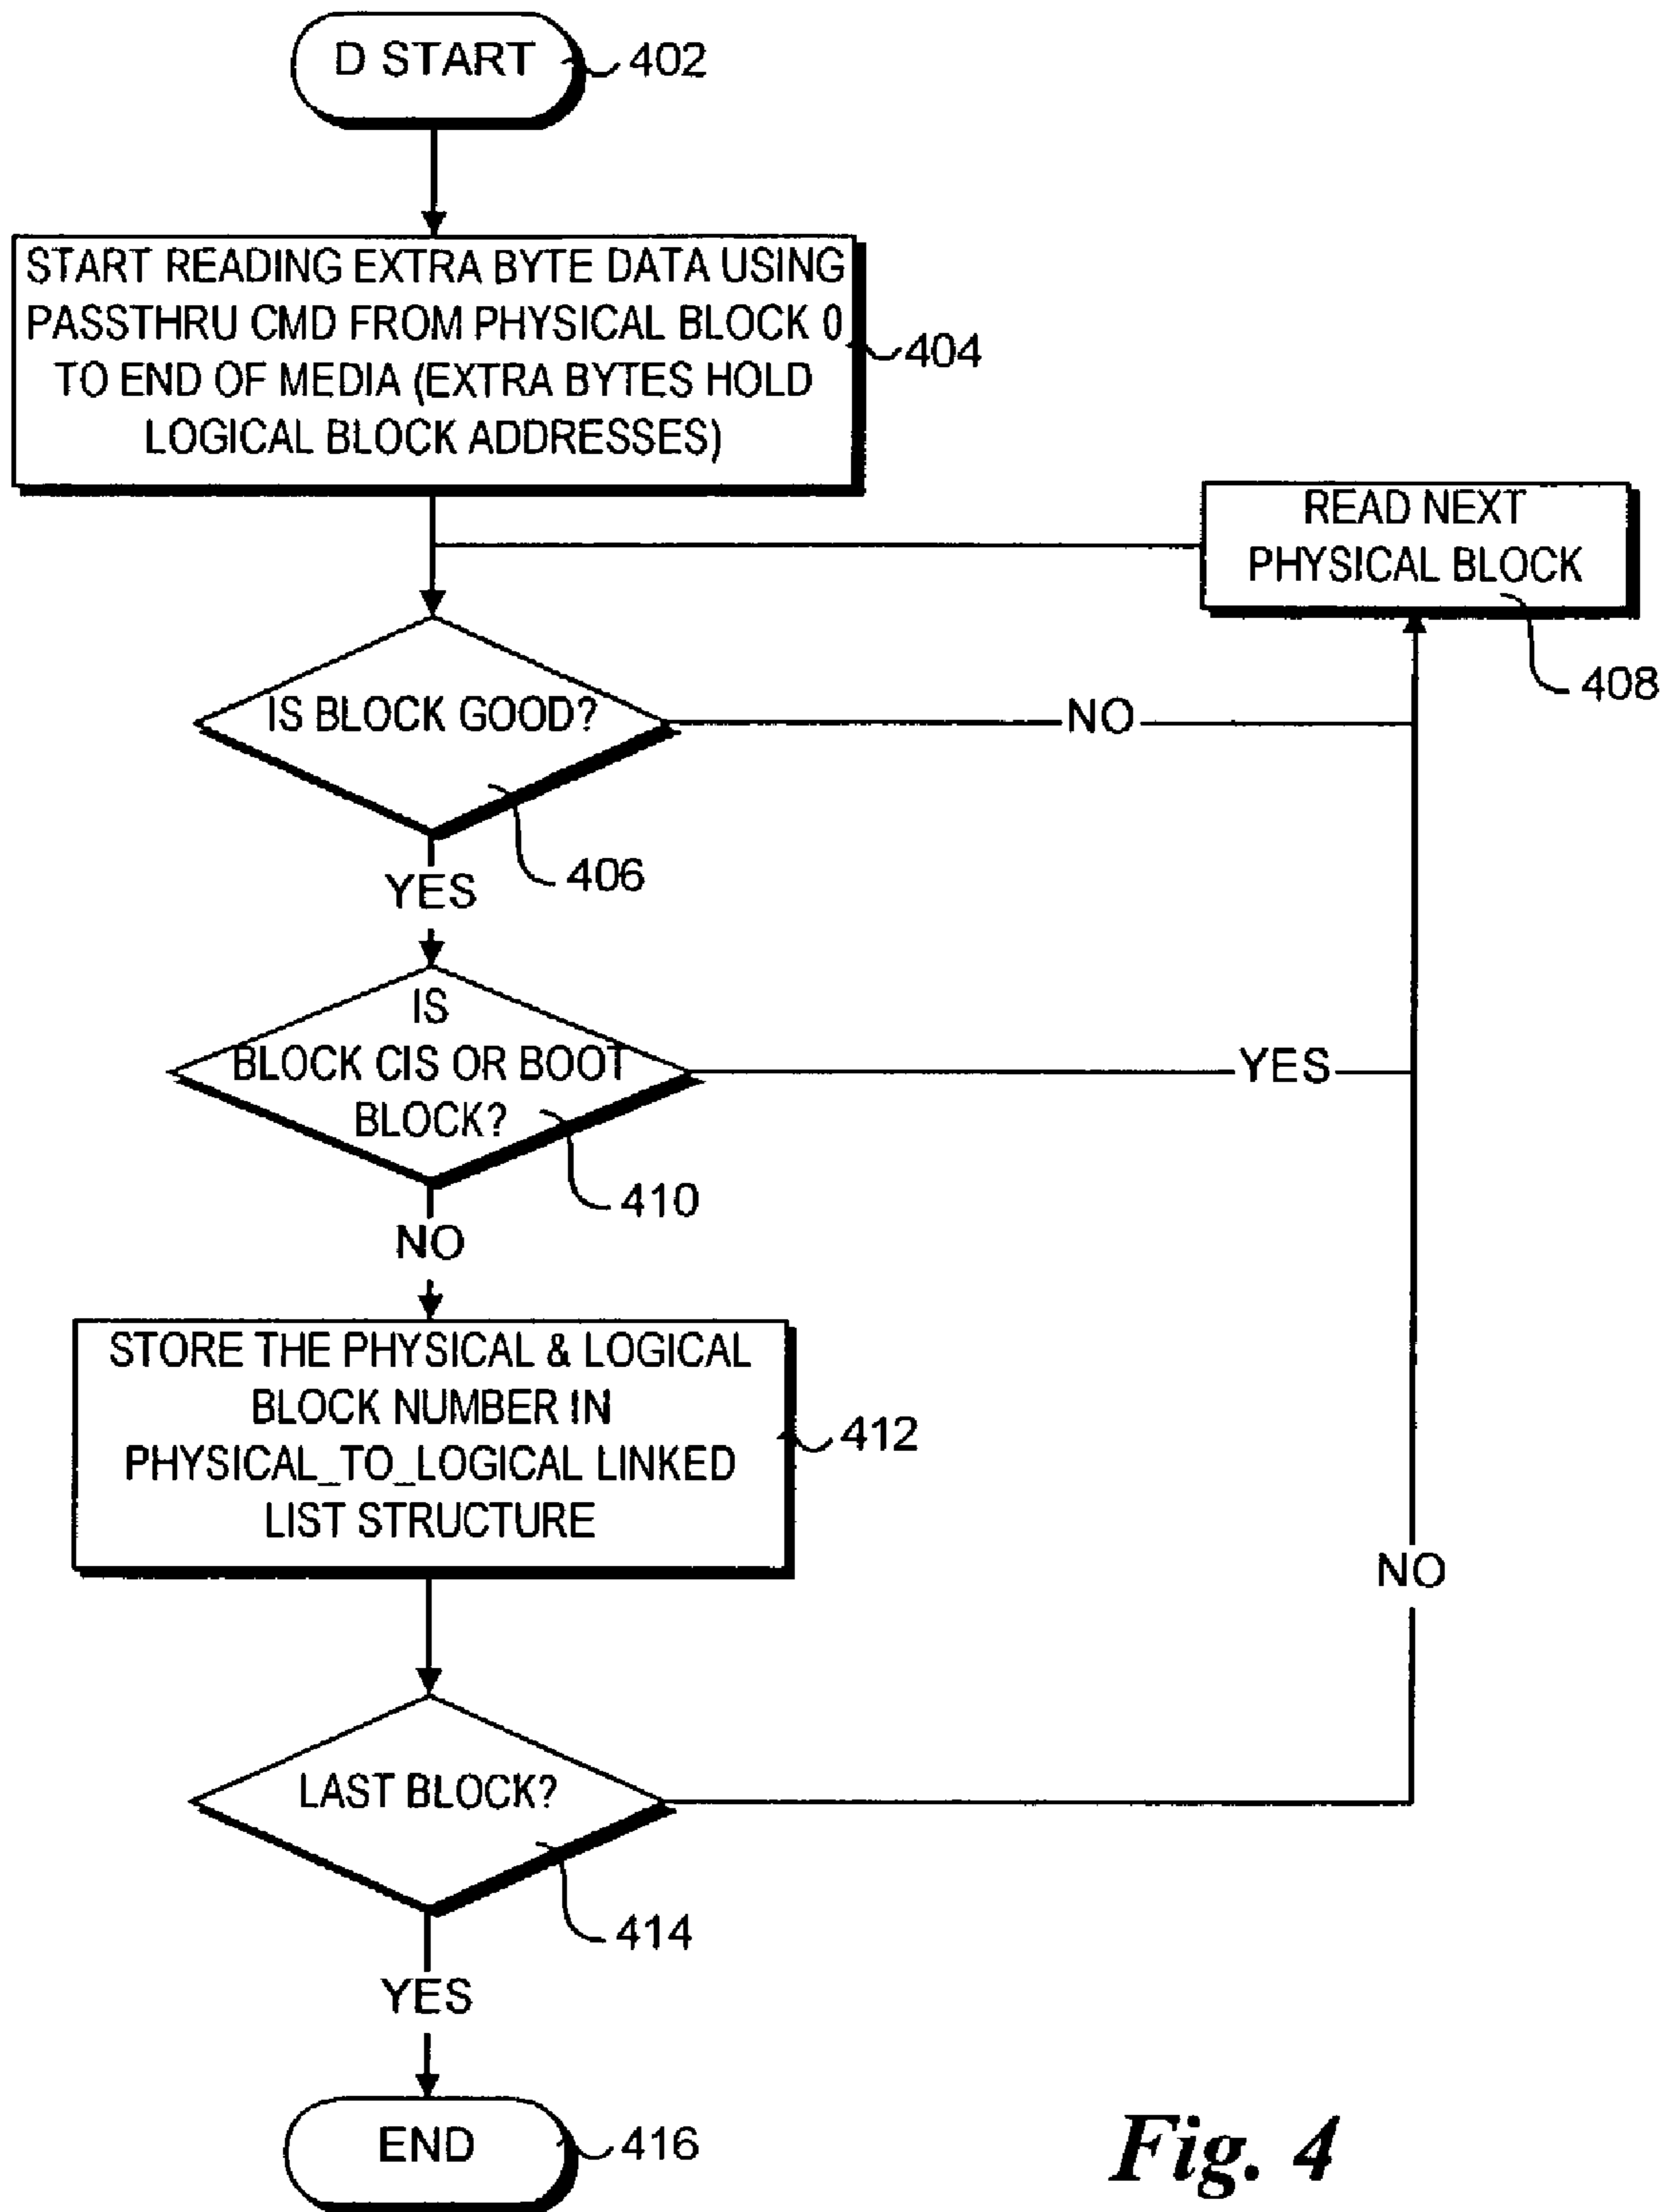 D START
402
START READING EXTRA BYTE DATA USING
PASSTHRU CMD FROM PHYSICAL BLOCK 0
TO END OF MEDIA (EXTRA BYTES HOLD
LOGICAL BLOCK ADDRESSES)
404
READ NEXT
PHYSICAL BLOCK
408
IS BLOCK GOOD?
NO
406
YES
IS
BLOCK CIS OR BOOT
BLOCK?
YES
410
NO
STORE THE PHYSICAL & LOGICAL
BLOCK NUMBER IN
PHYSICAL_TO_LOGICAL LINKED
LIST STRUCTURE
412
NO
LAST BLOCK?
414
YES
END
416
Fig. 4